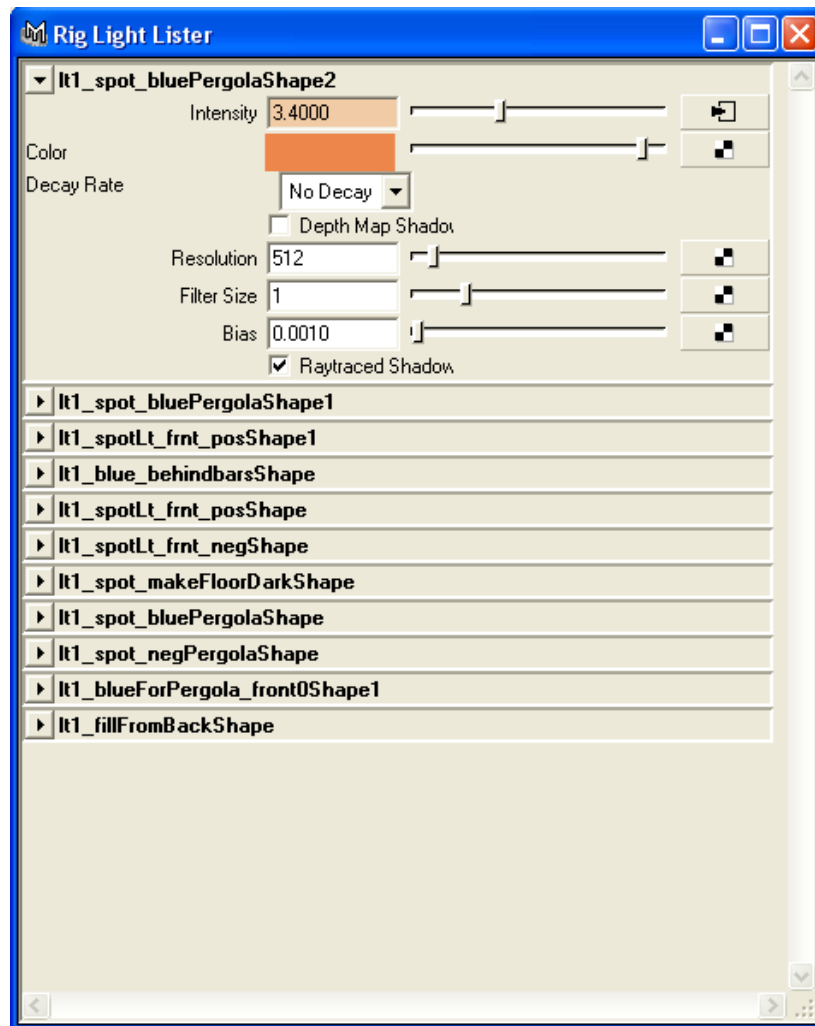 Rig Light Lister
lt1_spot_bluePergolaShape2
Intensity 3.4000
Color
Decay Rate No Decay
Depth Map Shadov
Resolution 512
Filter Size 1
Bias 0.0010
Raytraced Shadow
lt1_spot_bluePergolaShape1
lt1_spotLt_frnt_posShape1
lt1_blue_behindbarsShape
lt1_spotLt_frnt_posShape
lt1_spotLt_frnt_negShape
lt1_spot_makeFloorDarkShape
lt1_spot_bluePergolaShape
lt1_spot_negPergolaShape
lt1_blueForPergola_front0Shape1
lt1_fillFromBackShape